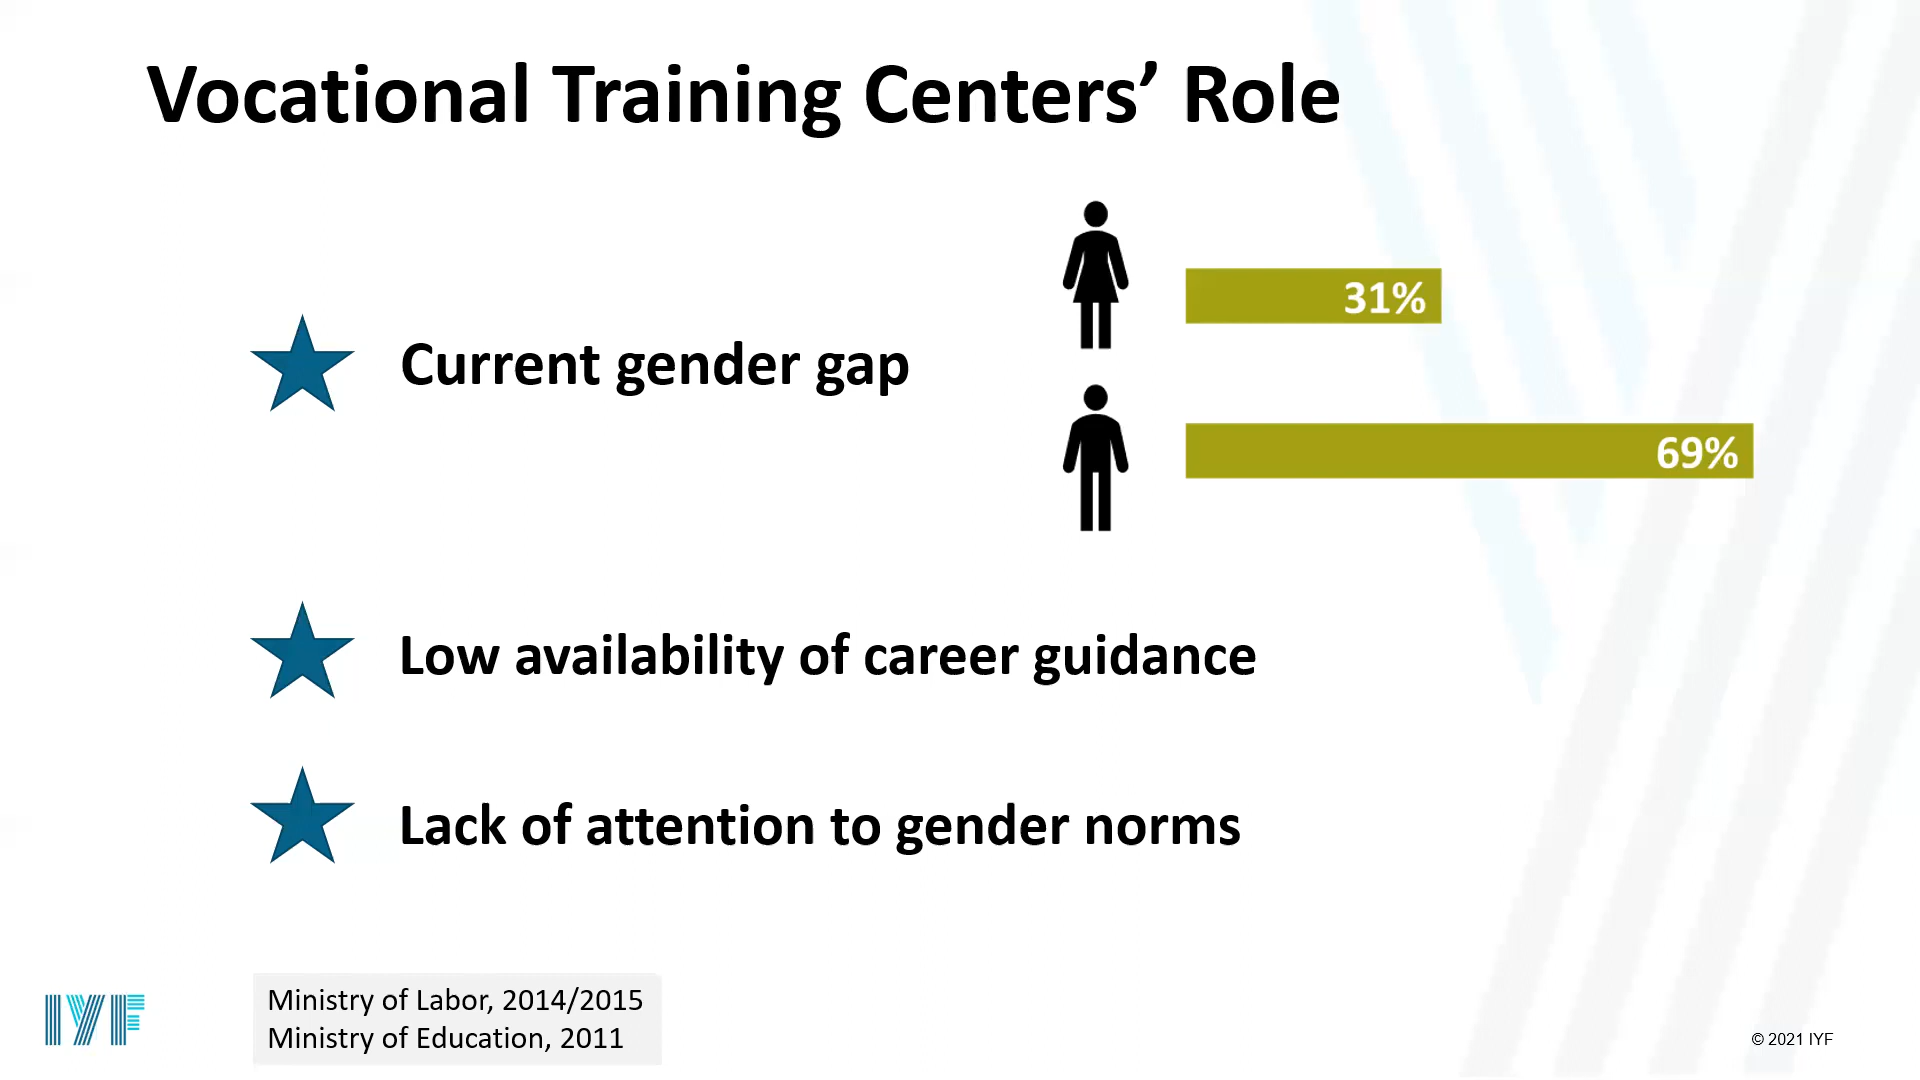 Vocational Training Centers’ Role
31%
Current gender gap
69%
Low availability of career guidance
Lack of attention to gender norms
IYF
Ministry of Labor, 2014/2015
Ministry of Education, 2011
© 2021 IYF